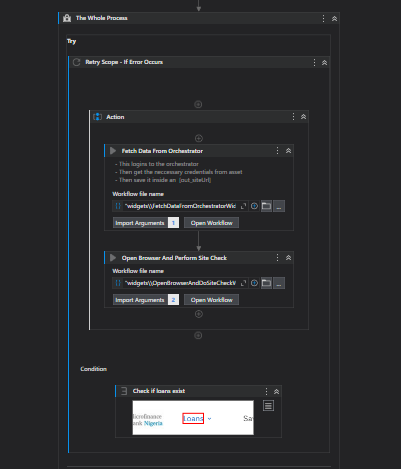 The Whole Process
Try
Retry Scope - If Error Occurs
Action
Fetch Data From Orchestrator
- This logins to the orchestrator
- Then get the neccessary credentials from asset
- Then save it inside an (out_siteUrl)
Workflow file name
"widgets\\FetchDataFromOrchestratorWid
Import Arguments 1 Open Workflow
Open Browser And Perform Site Check
Workflow file name
"widgets\\OpenBrowserAndDoSiteCheckW
Import Arguments 2 Open Workflow
Condition
Check if loans exist
icrofinance
ank Nigeria
Loans
Sa